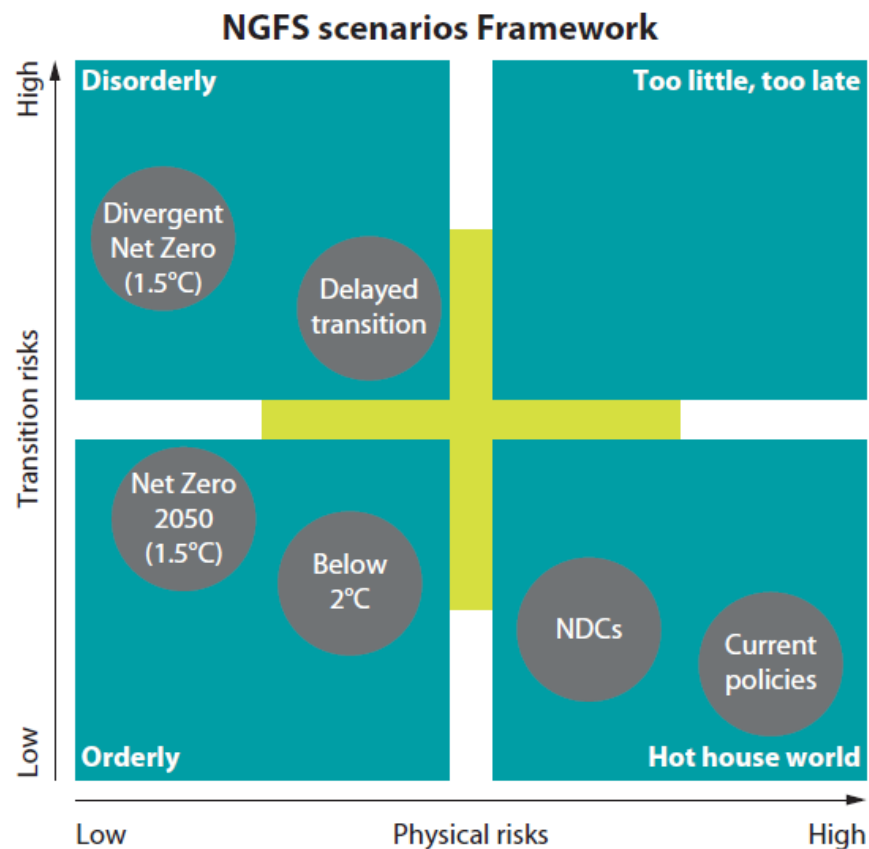 NGFS scenarios Framework
High
Disorderly
Too little, too late
Divergent
Net Zero
(1.5°C)
Delayed
transition
Transition risks
Net Zero
2050
(1.5°C)
Below
2°C
NDCs
Current
policies
Low
Orderly
Hot house world
Low
Physical risks
High